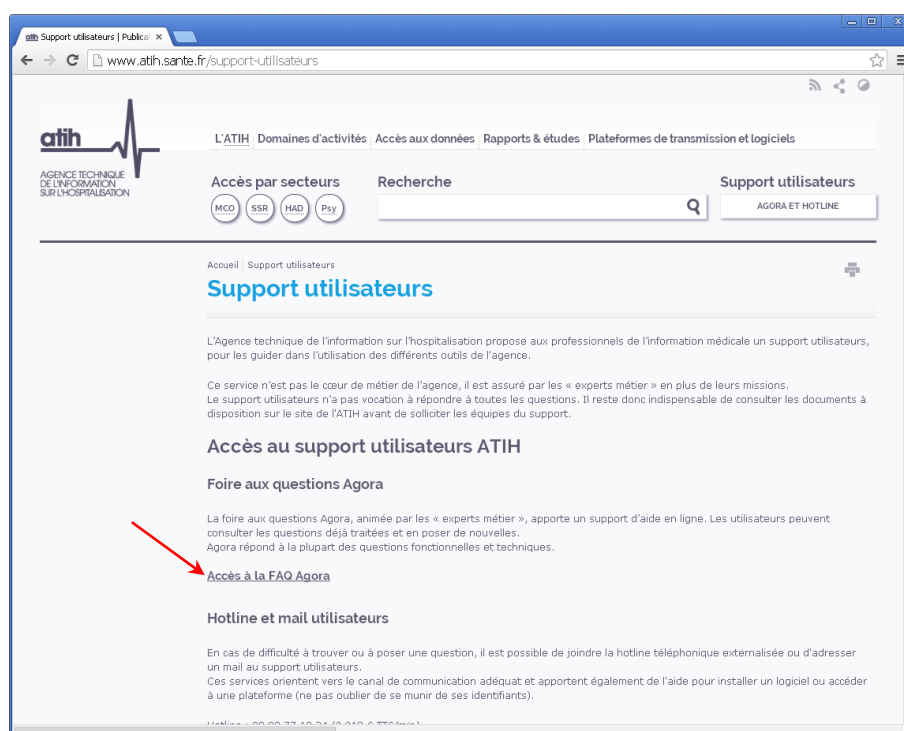 atih Support utilisateurs | Publicat
www.atih.sante.fr/support-utilisateurs
atih
AGENCE TECHNIQUE
DE L'INFORMATION
SUR L'HOSPITALISATION
L'ATIH Domaines d'activités Accès aux données Rapports & études Plateformes de transmission et logiciels
Accès par secteurs Recherche Support utilisateurs
MCO SSR HAD Psy AGORA ET HOTLINE
Accueil Support utilisateurs
Support utilisateurs
L'Agence technique de l'information sur l'hospitalisation propose aux professionnels de l'information médicale un support utilisateurs,
pour les guider dans l'utilisation des différents outils de l'agence.
Ce service n'est pas le cœur de métier de l'agence, il est assuré par les « experts métier » en plus de leurs missions.
Le support utilisateurs n'a pas vocation à répondre à toutes les questions. Il reste donc indispensable de consulter les documents à
disposition sur le site de l'ATIH avant de solliciter les équipes du support.
Accès au support utilisateurs ATIH
Foire aux questions Agora
La foire aux questions Agora, animée par les « experts métier », apporte un support d'aide en ligne. Les utilisateurs peuvent
consulter les questions déjà traitées et en poser de nouvelles.
Agora répond à la plupart des questions fonctionnelles et techniques.
Accès à la FAQ Agora
Hotline et mail utilisateurs
En cas de difficulté à trouver ou à poser une question, il est possible de joindre la hotline téléphonique externalisée ou d'adresser
un mail au support utilisateurs.
Ces services orientent vers le canal de communication adéquat et apportent également de l'aide pour installer un logiciel ou accéder
à une plateforme (ne pas oublier de se munir de ses identifiants).